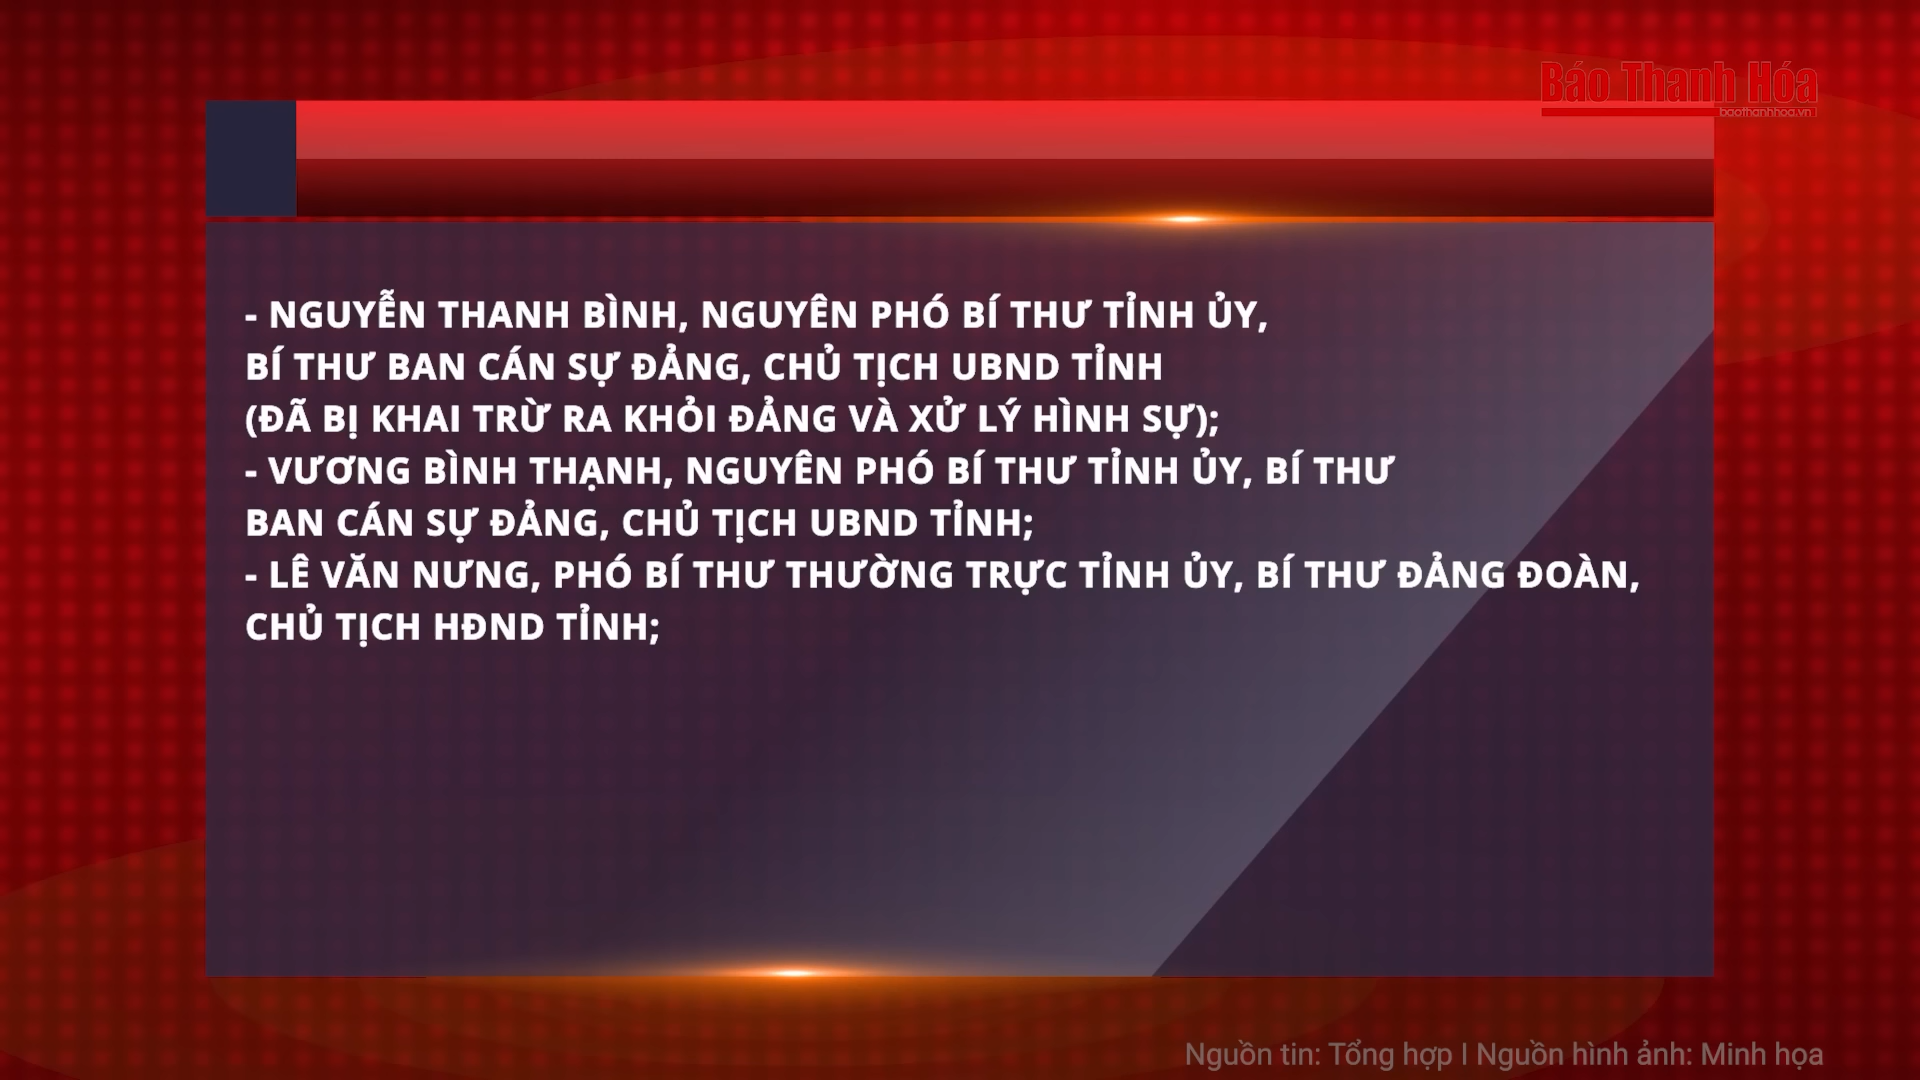 Báo Thanh Hóa
baothanhhoa.vn
- NGUYỄN THANH BÌNH, NGUYÊN PHÓ BÍ THƯ TỈNH ỦY,
BÍ THƯ BAN CÁN SỰ ĐẢNG, CHỦ TỊCH UBND TỈNH
(ĐÃ BỊ KHAI TRỪ RA KHỎI ĐẢNG VÀ XỬ LÝ HÌNH SỰ);
- VƯƠNG BÌNH THẠNH, NGUYÊN PHÓ BÍ THƯ TỈNH ỦY, BÍ THƯ
BAN CÁN SỰ ĐẢNG, CHỦ TỊCH UBND TỈNH;
- LÊ VĂN NƯNG, PHÓ BÍ THƯ THƯỜNG TRỰC TỈNH ỦY, BÍ THƯ ĐẢNG ĐOÀN,
CHỦ TỊCH HĐND TỈNH;
Nguồn tin: Tổng hợp I Nguồn hình ảnh: Minh họa